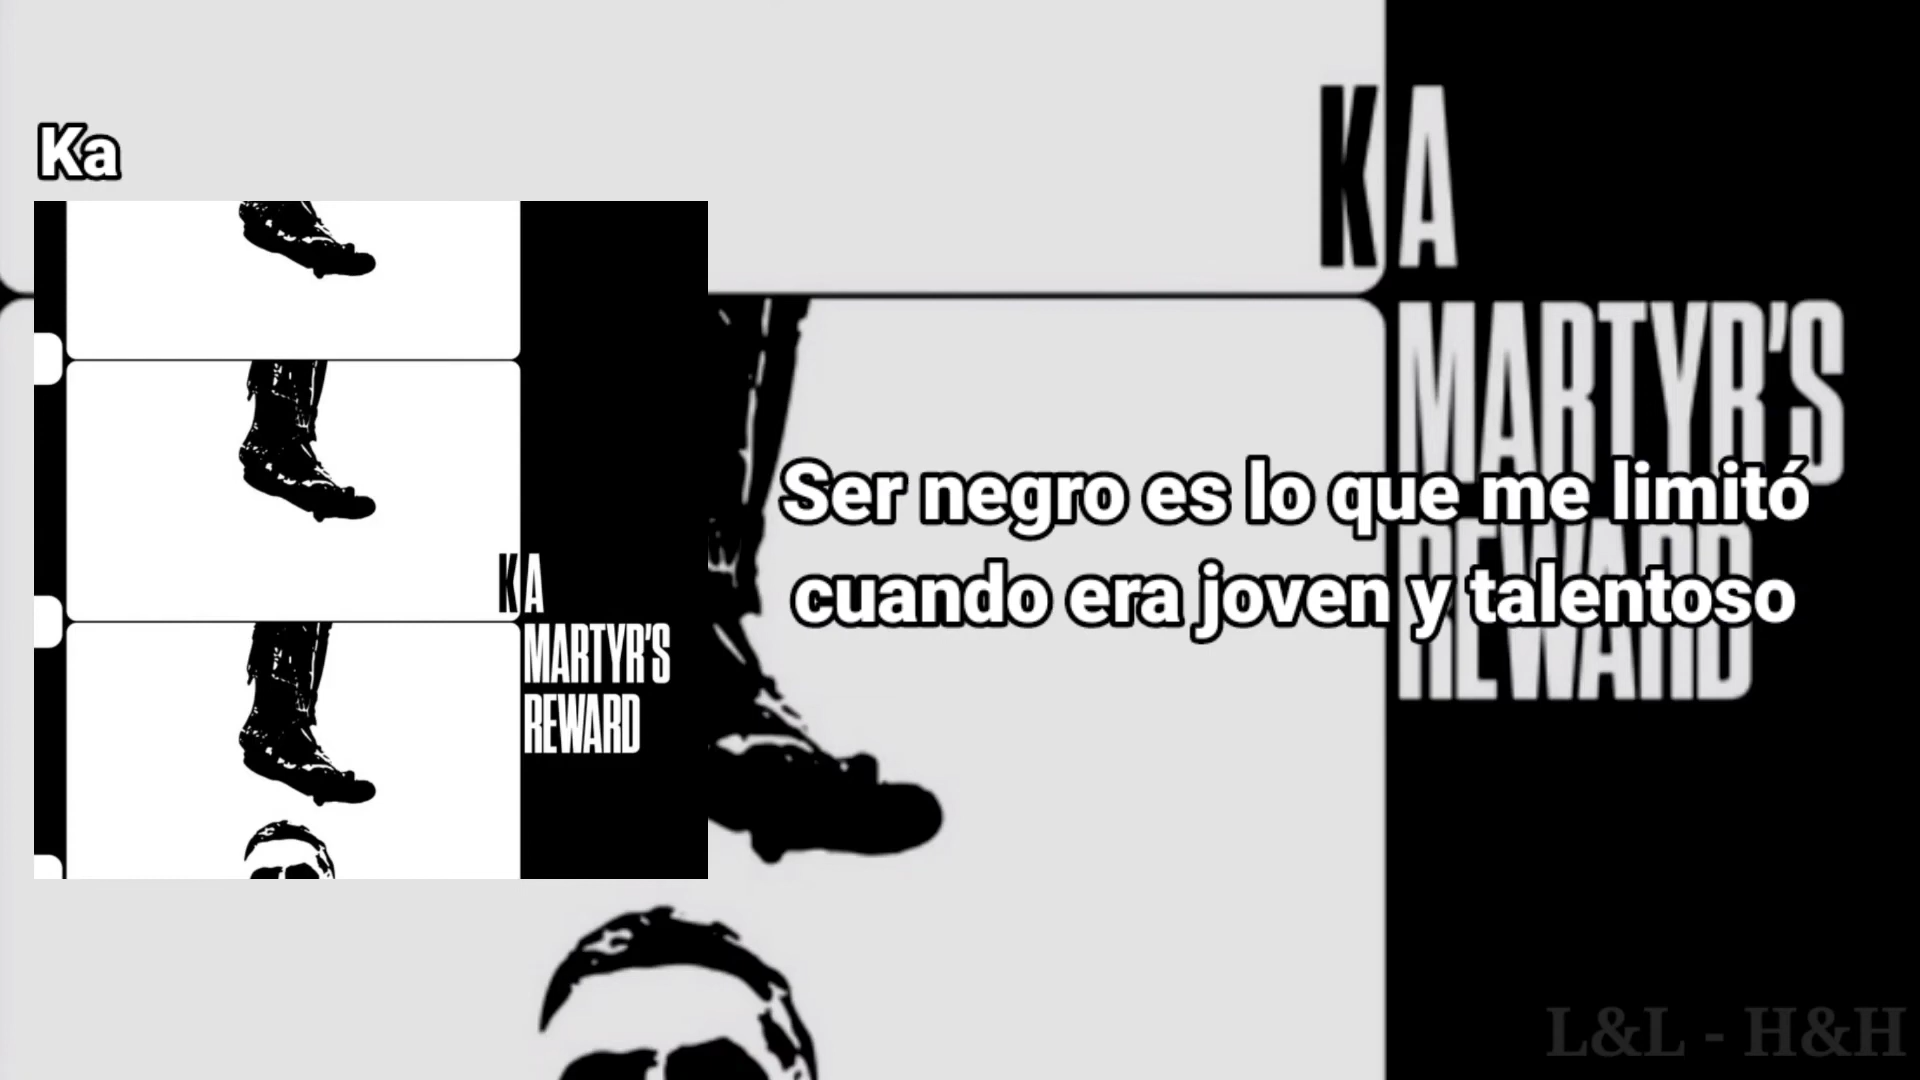 Ka
KA
MARTYR'S
REWARD
KA
MARTYR'S
REWARD
Ser negro es lo que me limitó
cuando era joven y talentoso
L&L - H&H